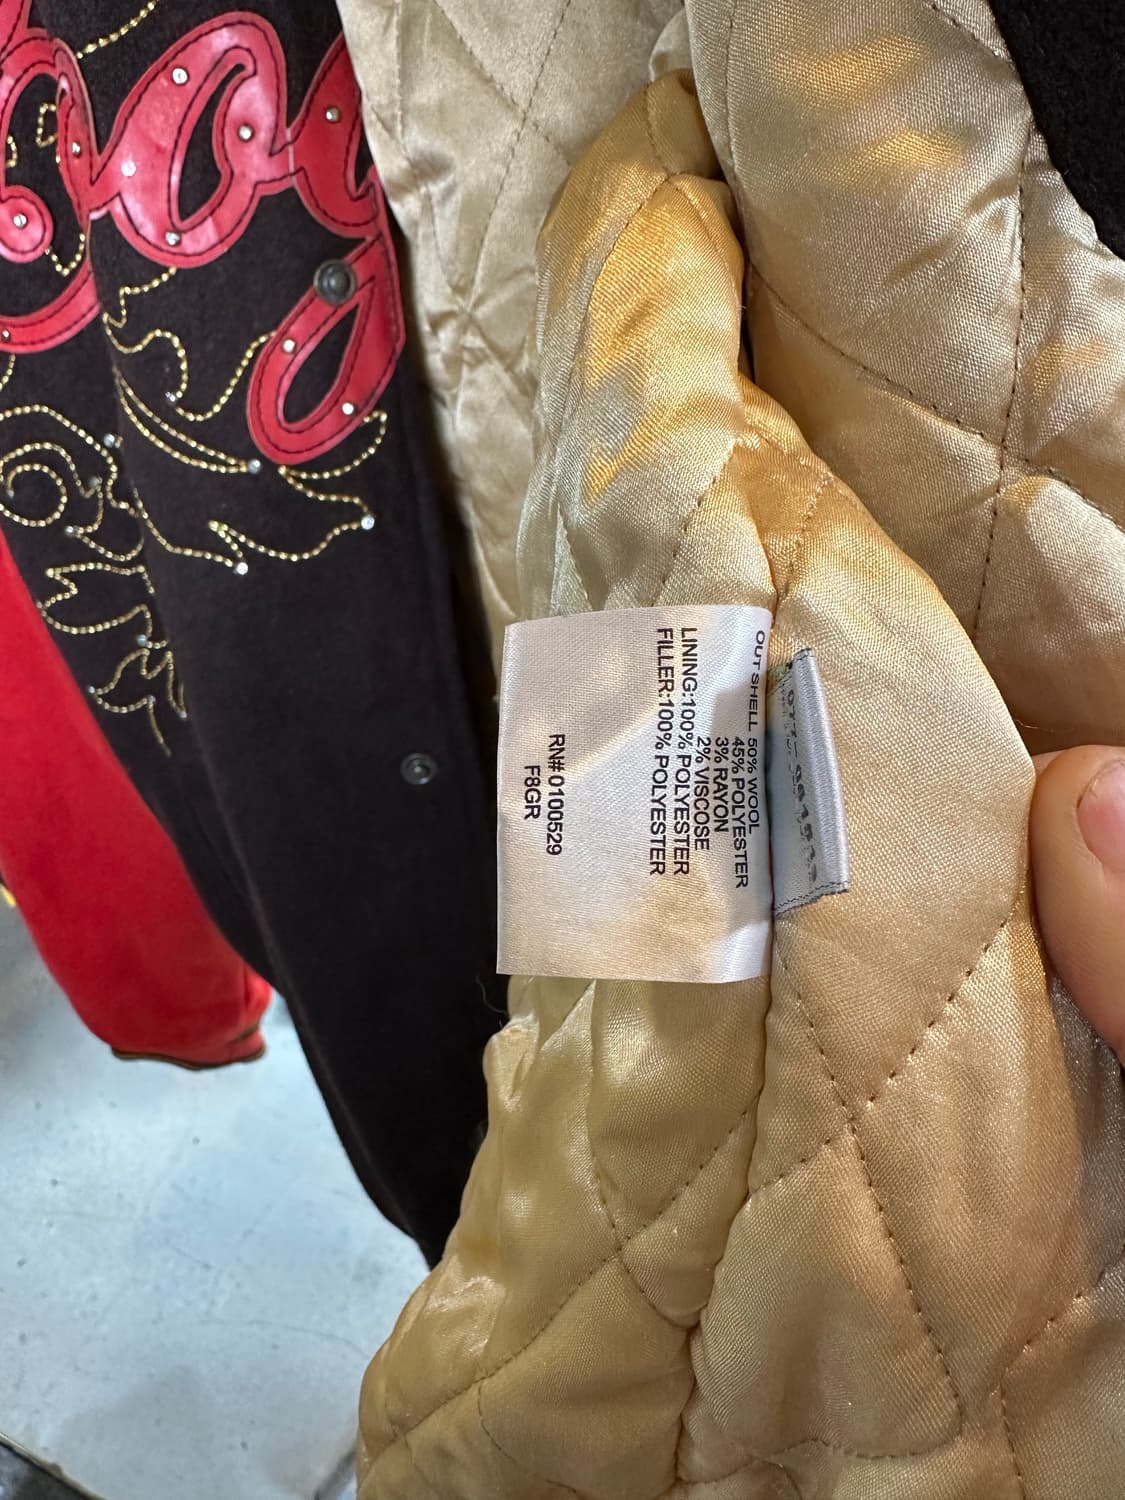 OUT SHELL 50% WOOL
45% POLYESTER
3% RAYON
2% VISCOSE
LINING:100% POLYESTER
FILLER:100% POLYESTER
RN# 0100529
F8GR